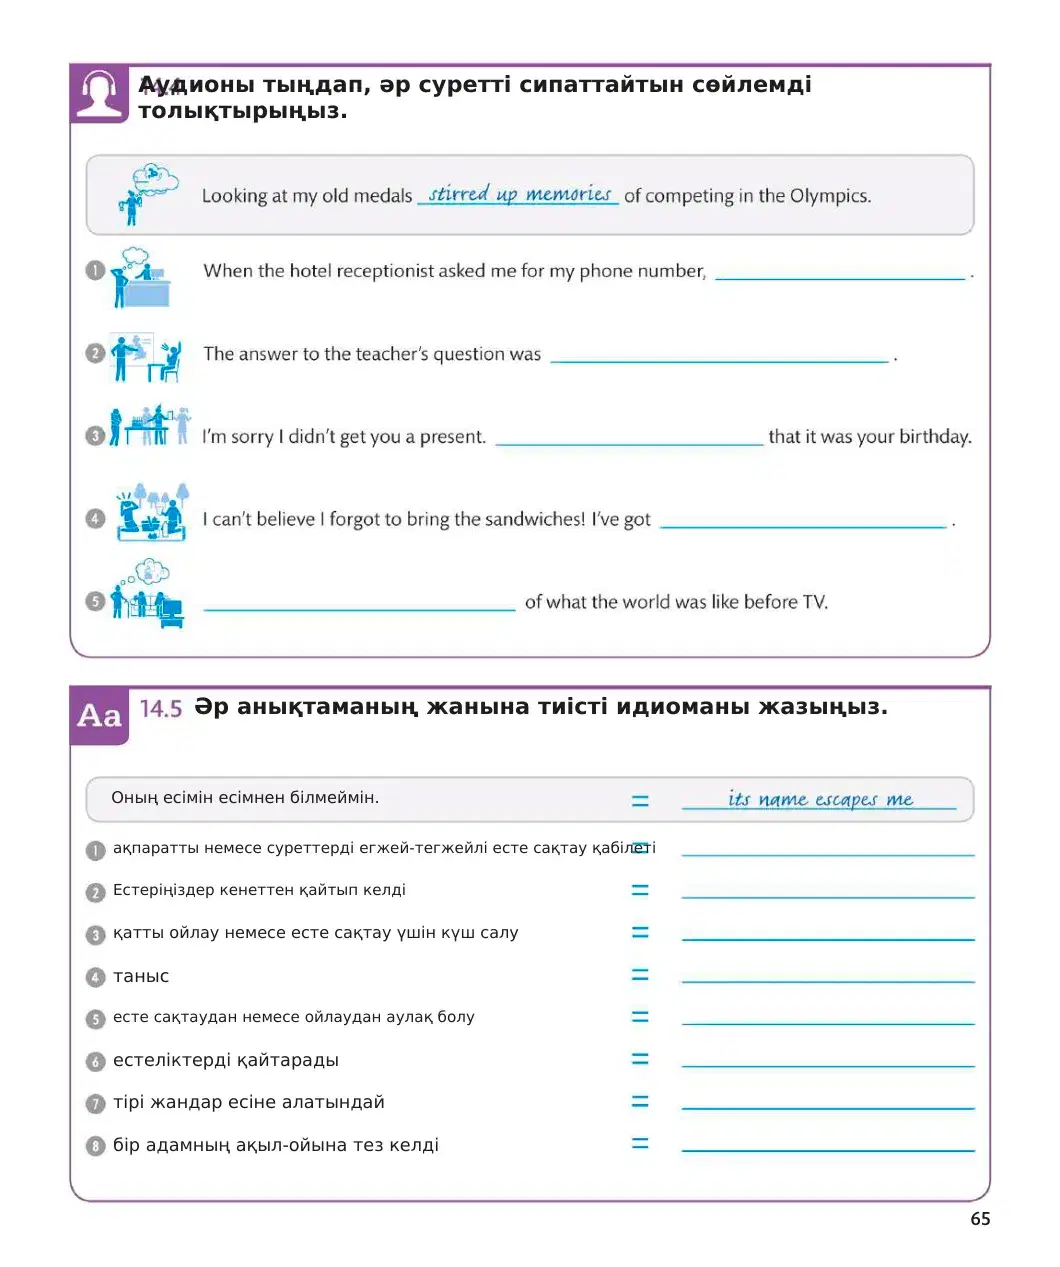 14.4 Аудионы тыңдап, әр суретті сипаттайтын сөйлемді
толықтырыңыз.
Looking at my old medals stirred up memories of competing in the Olympics.
1 When the hotel receptionist asked me for my phone number, .
2 The answer to the teacher's question was .
3 I'm sorry I didn't get you a present. that it was your birthday.
4 I can't believe I forgot to bring the sandwiches! I've got .
5 of what the world was like before TV.
Aa 14.5 Әр анықтаманың жанына тиісті идиоманы жазыңыз.
Оның есімін есімнен білмеймін. = its name escapes me
1 ақпаратты немесе суреттерді егжей-тегжейлі есте сақтау қабілеті =
2 Естеріңіздер кенеттен қайтып келді =
3 қатты ойлау немесе есте сақтау үшін күш салу =
4 таныс =
5 есте сақтаудан немесе ойлаудан аулақ болу =
6 естеліктерді қайтарады =
7 тірі жандар есіне алатындай =
8 бір адамның ақыл-ойына тез келді =
65